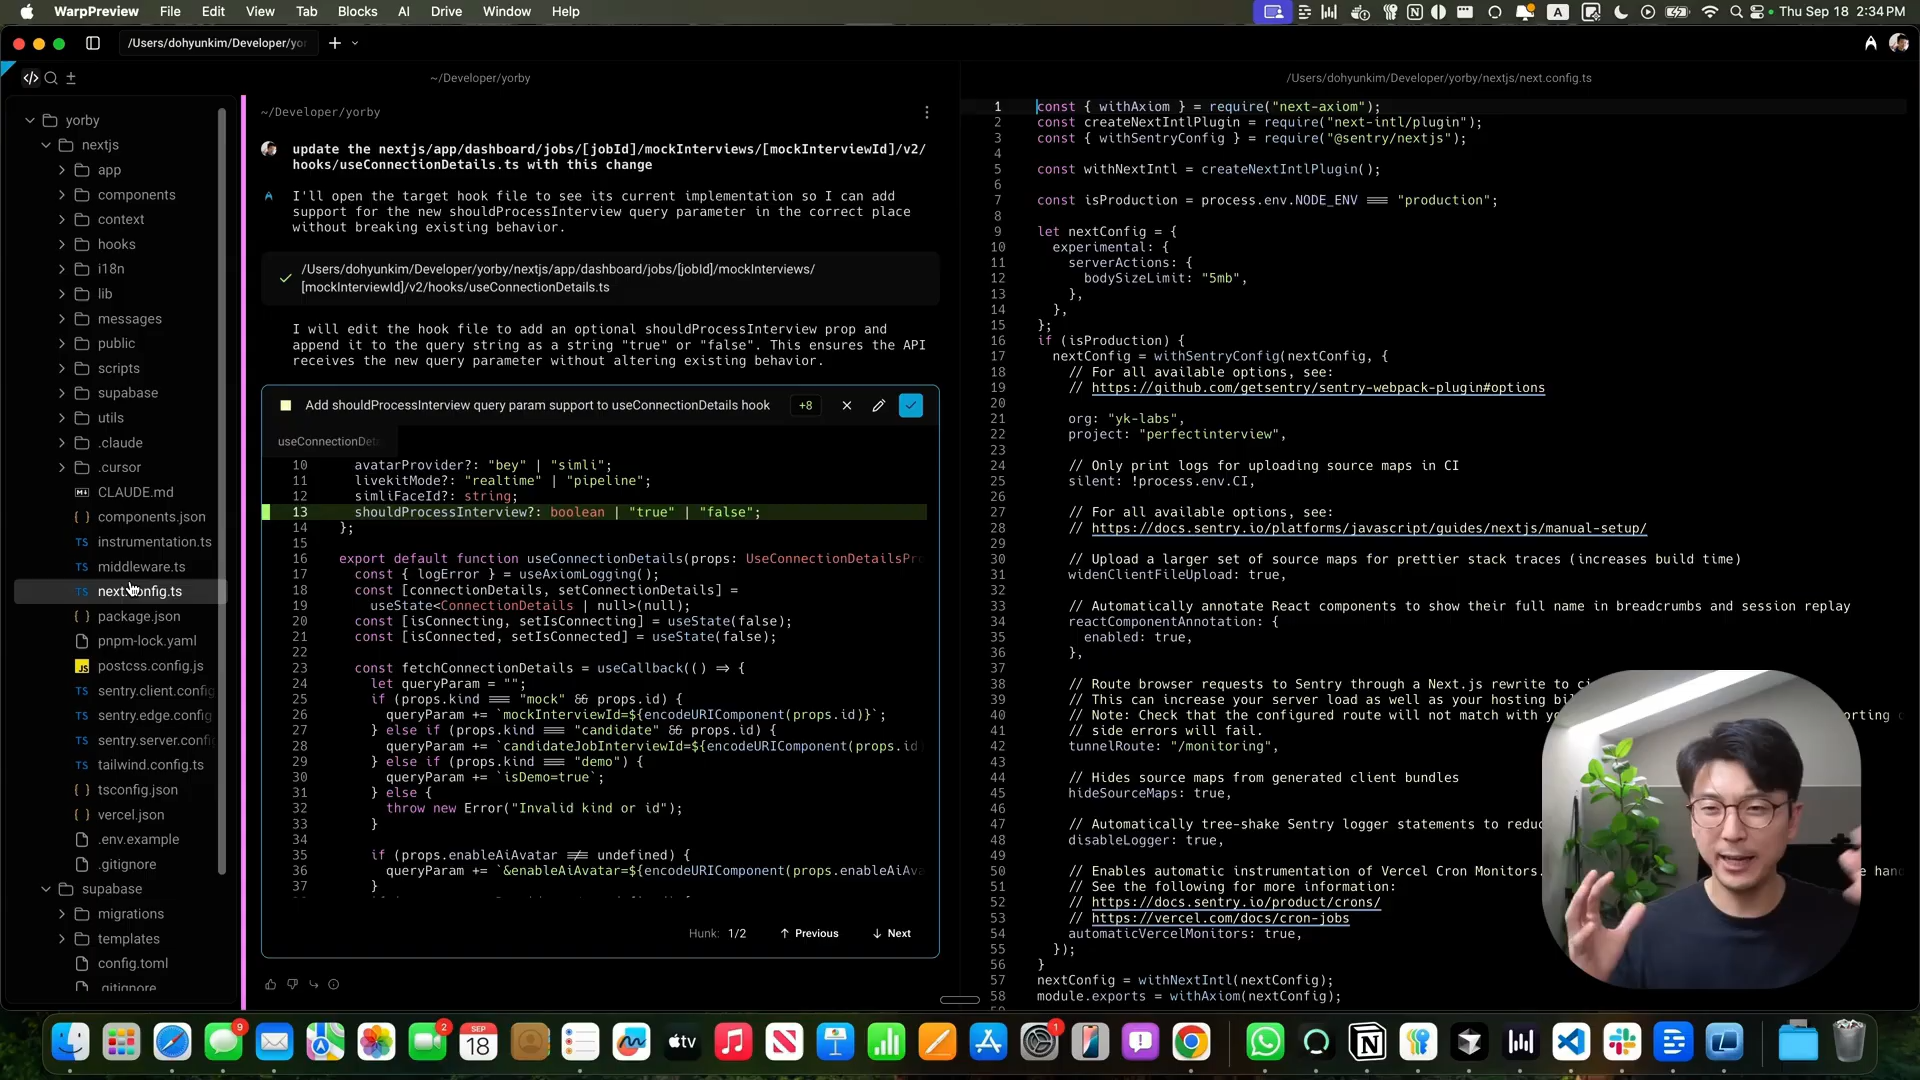 WarpPreview File Edit View Tab Blocks AI Drive Window Help
Thu Sep 18 2:34 PM
/Users/dohyunkim/Developer/yor
~/Developer/yorby
/Users/dohyunkim/Developer/yorby/nextjs/next.config.ts
yorby
nextjs
app
components
context
hooks
i18n
lib
messages
public
scripts
supabase
utils
.claude
.cursor
CLAUDE.md
components.json
TS instrumentation.ts
TS middleware.ts
TS next.config.ts
package.json
pnpm-lock.yaml
JS postcss.config.js
TS sentry.client.config
TS sentry.edge.config
TS sentry.server.config
TS tailwind.config.ts
tsconfig.json
vercel.json
.env.example
.gitignore
supabase
migrations
templates
config.toml
.gitignore
~/Developer/yorby
update the nextjs/app/dashboard/jobs/[jobId]/mockInterviews/[mockInterviewId]/v2/
hooks/useConnectionDetails.ts with this change
I'll open the target hook file to see its current implementation so I can add
support for the new shouldProcessInterview query parameter in the correct place
without breaking existing behavior.
/Users/dohyunkim/Developer/yorby/nextjs/app/dashboard/jobs/[jobId]/mockInterviews/
[mockInterviewId]/v2/hooks/useConnectionDetails.ts
I will edit the hook file to add an optional shouldProcessInterview prop and
append it to the query string as a string "true" or "false". This ensures the API
receives the new query parameter without altering existing behavior.
Add shouldProcessInterview query param support to useConnectionDetails hook +8
useConnectionDet
10 avatarProvider?: "bey" | "simli";
11 livekitMode?: "realtime" | "pipeline";
12 simliFaceId?: string;
13 shouldProcessInterview?: boolean | "true" | "false";
14 };
15
16 export default function useConnectionDetails(props: UseConnectionDetailsPr
17 const { logError } = useAxiomLogging();
18 const [connectionDetails, setConnectionDetails] =
19 useState<ConnectionDetails | null>(null);
20 const [isConnecting, setIsConnecting] = useState(false);
21 const [isConnected, setIsConnected] = useState(false);
22
23 const fetchConnectionDetails = useCallback(() => {
24 let queryParam = "";
25 if (props.kind === "mock" && props.id) {
26 queryParam += `mockInterviewId=${encodeURIComponent(props.id)}`;
27 } else if (props.kind === "candidate" && props.id) {
28 queryParam += `candidateJobInterviewId=${encodeURIComponent(props.id
29 } else if (props.kind === "demo") {
30 queryParam += `isDemo=true`;
31 } else {
32 throw new Error("Invalid kind or id");
33 }
34
35 if (props.enableAiAvatar !== undefined) {
36 queryParam += `&enableAiAvatar=${encodeURIComponent(props.enableAiAva
37 }
Hunk: 1/2 Previous Next
1 const { withAxiom } = require("next-axiom");
2 const createNextIntlPlugin = require("next-intl/plugin");
3 const { withSentryConfig } = require("@sentry/nextjs");
4
5 const withNextIntl = createNextIntlPlugin();
6
7 const isProduction = process.env.NODE_ENV === "production";
8
9 let nextConfig = {
10 experimental: {
11 serverActions: {
12 bodySizeLimit: "5mb",
13 },
14 },
15 };
16 if (isProduction) {
17 nextConfig = withSentryConfig(nextConfig, {
18 // For all available options, see:
19 // https://github.com/getsentry/sentry-webpack-plugin#options
20
21 org: "yk-labs",
22 project: "perfectinterview",
23
24 // Only print logs for uploading source maps in CI
25 silent: !process.env.CI,
26
27 // For all available options, see:
28 // https://docs.sentry.io/platforms/javascript/guides/nextjs/manual-setup/
29
30 // Upload a larger set of source maps for prettier stack traces (increases build time)
31 widenClientFileUpload: true,
32
33 // Automatically annotate React components to show their full name in breadcrumbs and session replay
34 reactComponentAnnotation: {
35 enabled: true,
36 },
37
38 // Route browser requests to Sentry through a Next.js rewrite to ci
39 // This can increase your server load as well as your hosting bil
40 // Note: Check that the configured route will not match with yo orting
41 // side errors will fail.
42 tunnelRoute: "/monitoring",
43
44 // Hides source maps from generated client bundles
45 hideSourceMaps: true,
46
47 // Automatically tree-shake Sentry logger statements to reduc
48 disableLogger: true,
49
50 // Enables automatic instrumentation of Vercel Cron Monitors. e han
51 // See the following for more information:
52 // https://docs.sentry.io/product/crons/
53 // https://vercel.com/docs/cron-jobs
54 automaticVercelMonitors: true,
55 });
56 }
57 nextConfig = withNextIntl(nextConfig);
58 module.exports = withAxiom(nextConfig);
9
2
SEP
18
tv
1